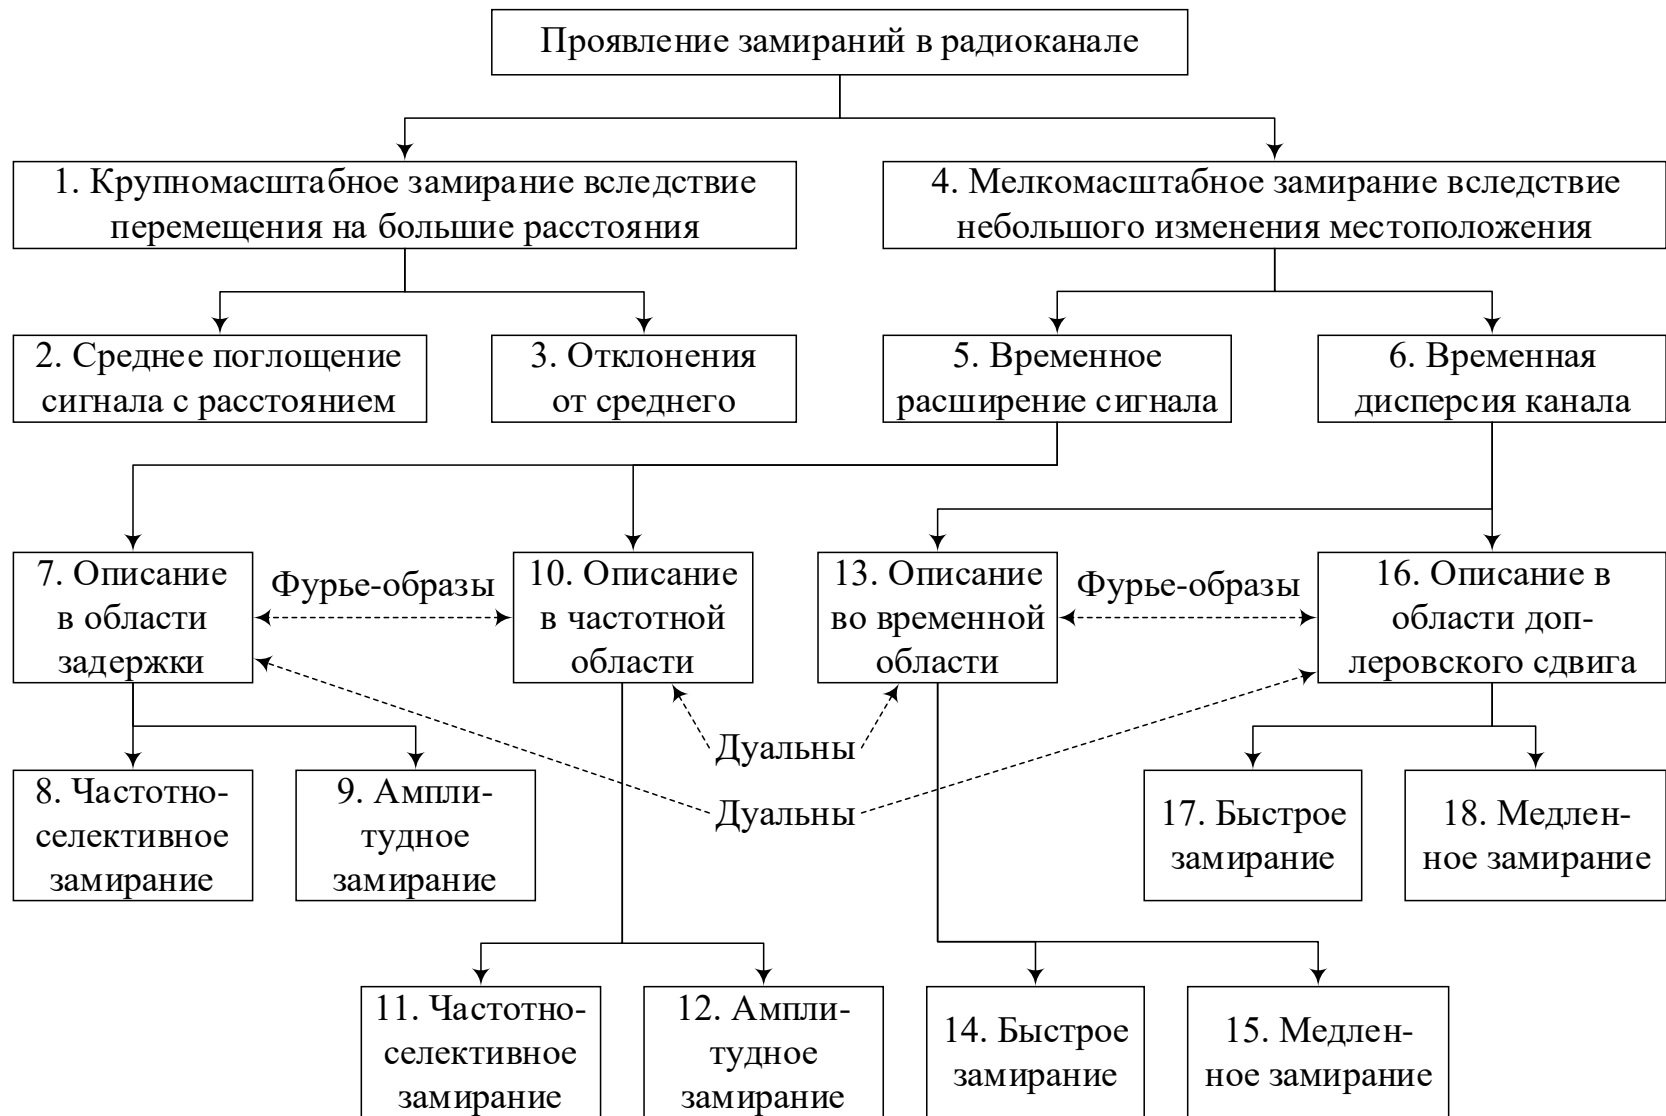 Проявление замираний в радиоканале
1. Крупномасштабное замирание вследствие
перемещения на большие расстояния
4. Мелкомасштабное замирание вследствие
небольшого изменения местоположения
2. Среднее поглощение
сигнала с расстоянием
3. Отклонения
от среднего
5. Временное
расширение сигнала
6. Временная
дисперсия канала
7. Описание
в области
задержки
Фурье-образы
10. Описание
в частотной
области
13. Описание
во временной
области
Фурье-образы
16. Описание в
области доп-
леровского сдвига
Дуальны
Дуальны
8. Частотно-
селективное
замирание
9. Ампли-
тудное
замирание
17. Быстрое
замирание
18. Медлен-
ное замирание
11. Частотно-
селективное
замирание
12. Ампли-
тудное
замирание
14. Быстрое
замирание
15. Медлен-
ное замирание